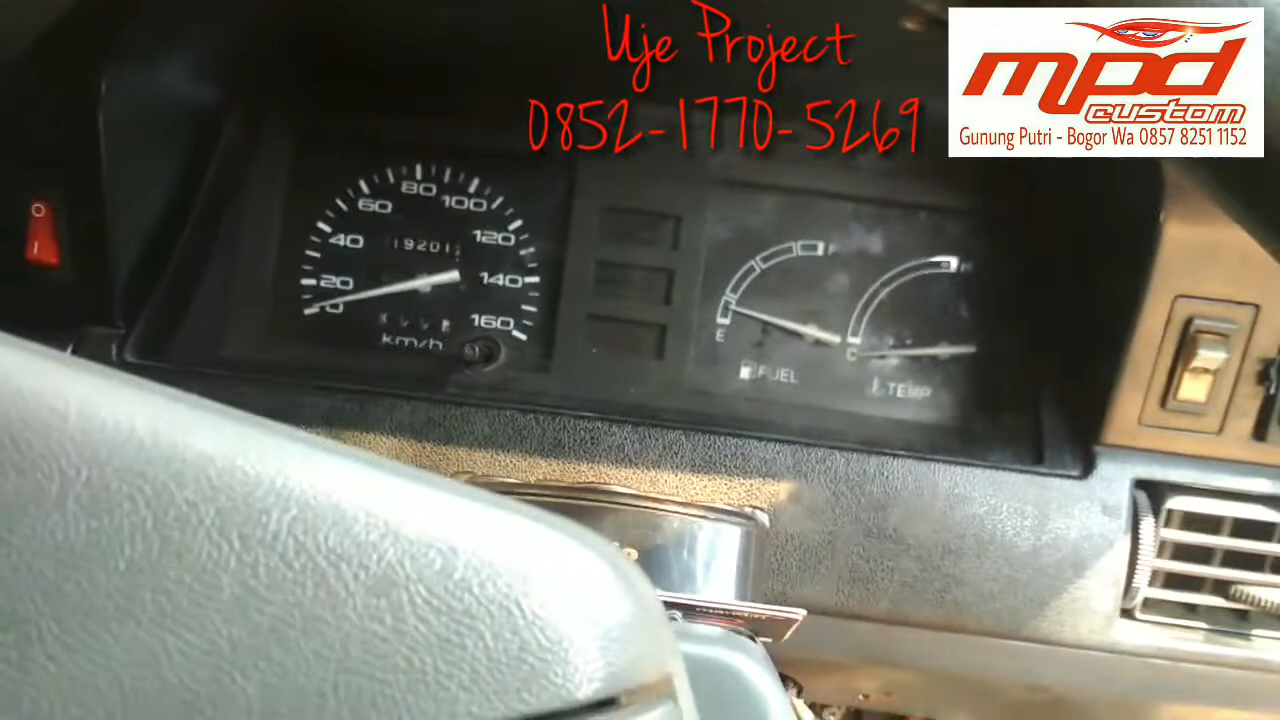 Uje Project
0852-1770-5269
mpd
custom
Gunung Putri - Bogor Wa 0857 8251 1152
O
I
0
20
40
60
80
100
120
140
160
km/h
F
E
FUEL
H
C
TEMP